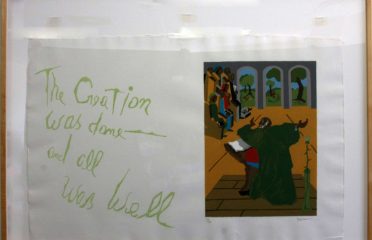 The Creation
was done—
and all
was Well